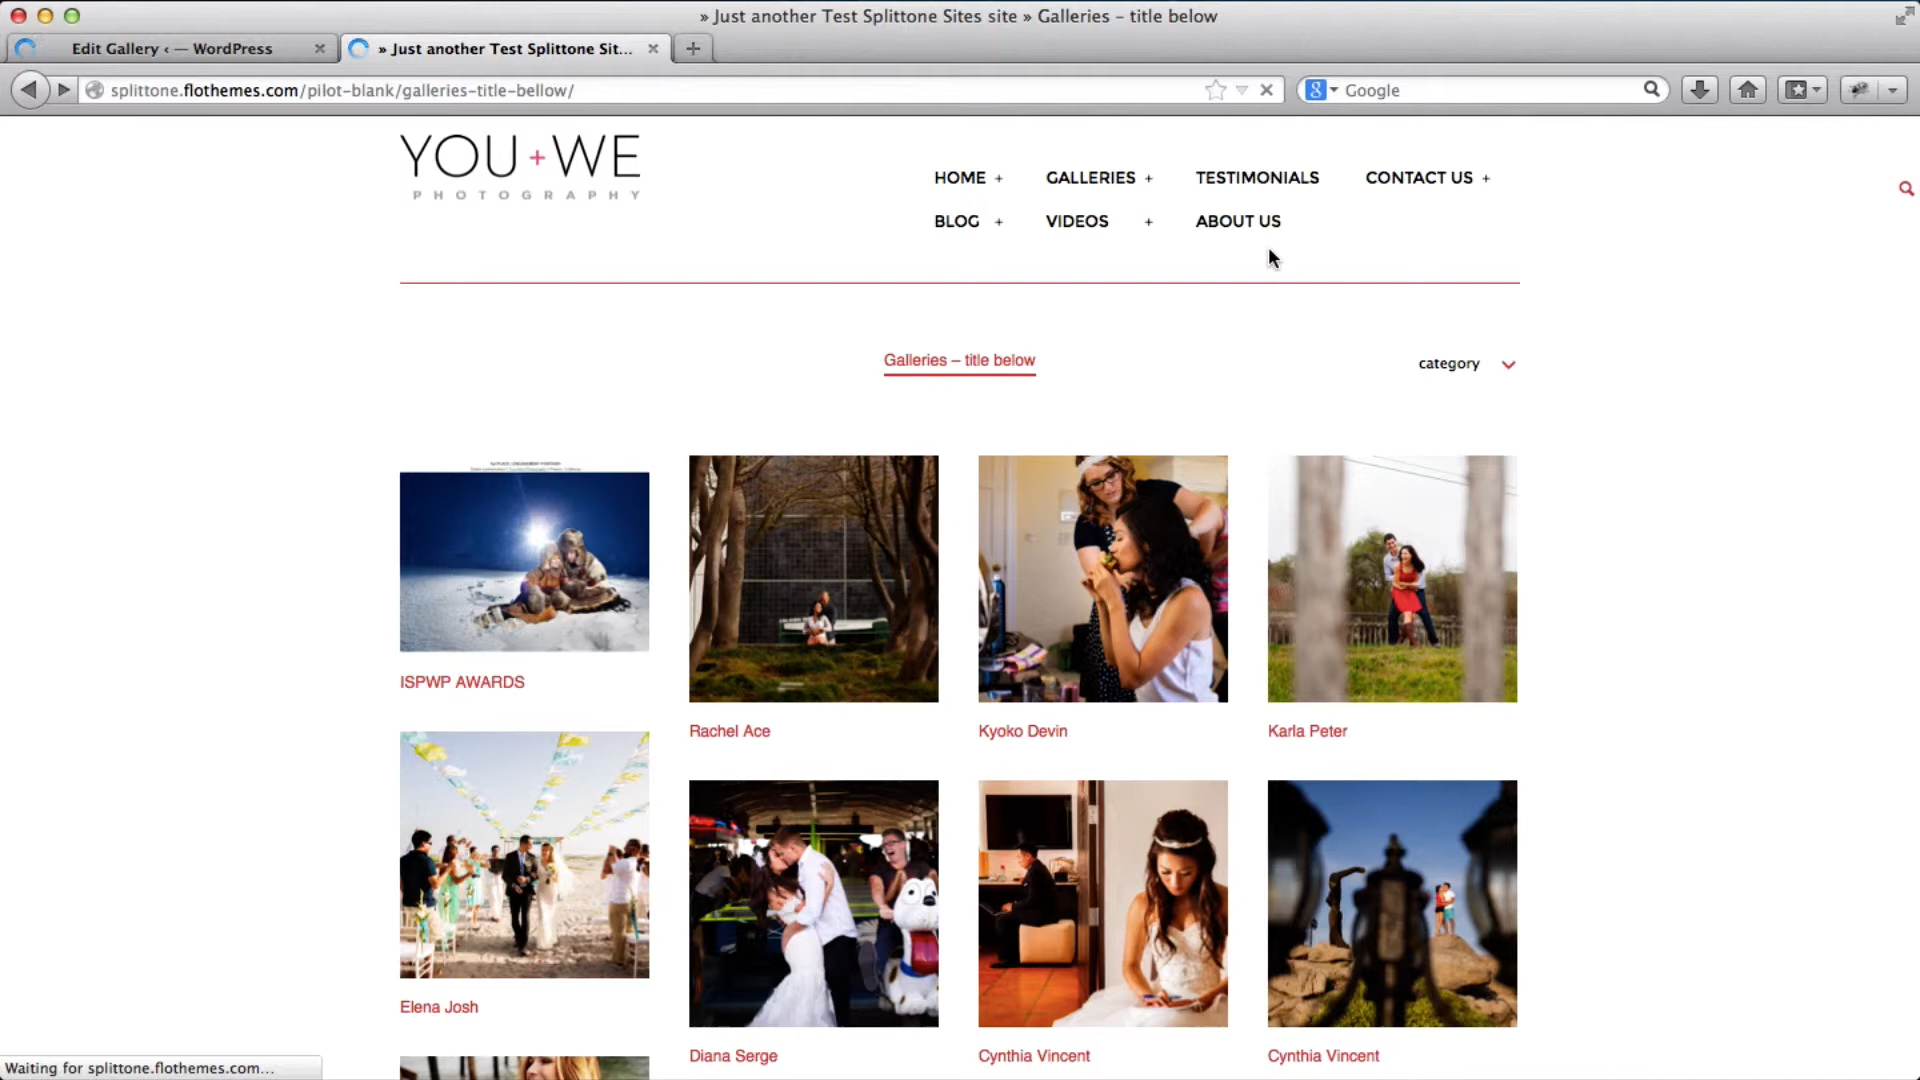 » Just another Test Splittone Sites site » Galleries – title below
Edit Gallery ‹ — WordPress
» Just another Test Splittone Sit...
splittone.flothemes.com/pilot-blank/galleries-title-bellow/
Google
YOU+WE
PHOTOGRAPHY
HOME + GALLERIES + TESTIMONIALS CONTACT US +
BLOG + VIDEOS + ABOUT US
Galleries – title below
category
ISPWP AWARDS
Rachel Ace
Kyoko Devin
Karla Peter
Elena Josh
Diana Serge
Cynthia Vincent
Cynthia Vincent
Waiting for splittone.flothemes.com...